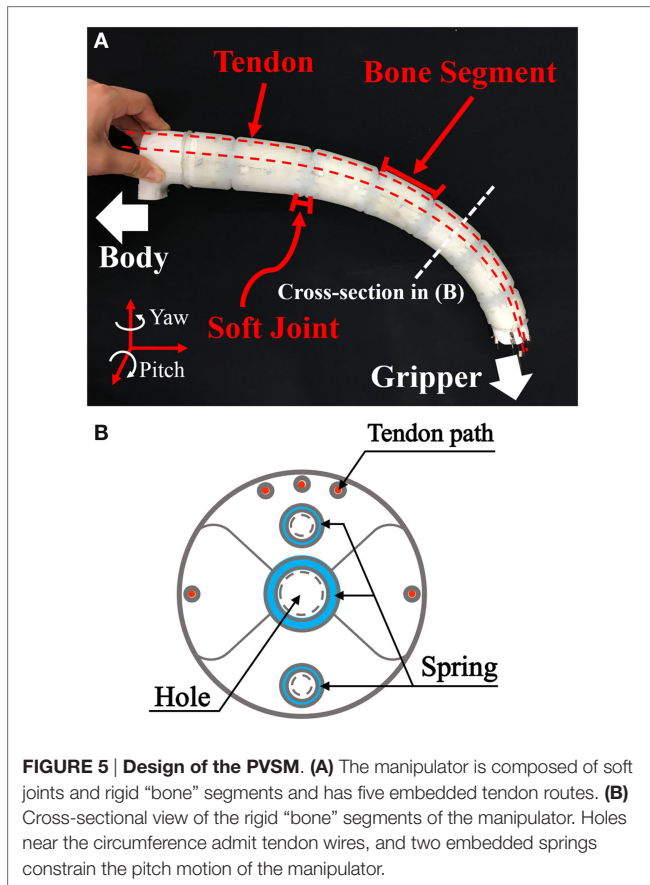 A
Tendon
Bone Segment
Body
Cross-section in (B)
Soft Joint
Yaw
Pitch
Gripper
B
Tendon path
Spring
Hole
FIGURE 5 | Design of the PVSM. (A) The manipulator is composed of soft
joints and rigid “bone” segments and has five embedded tendon routes. (B)
Cross-sectional view of the rigid “bone” segments of the manipulator. Holes
near the circumference admit tendon wires, and two embedded springs
constrain the pitch motion of the manipulator.